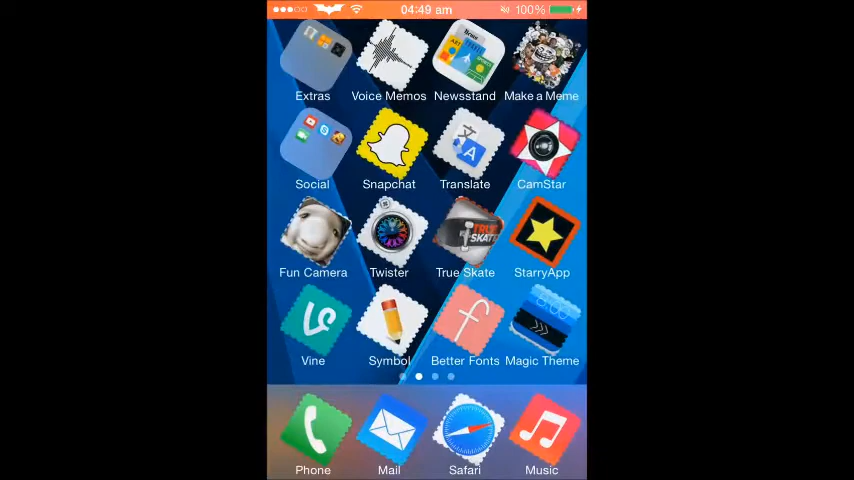 04:49 am 100%
Extras Voice Memos Newsstand Make a Meme
Social Snapchat Translate CamStar
Fun Camera Twister True Skate StarryApp
Vine Symbol Better Fonts Magic Theme
Phone Mail Safari Music